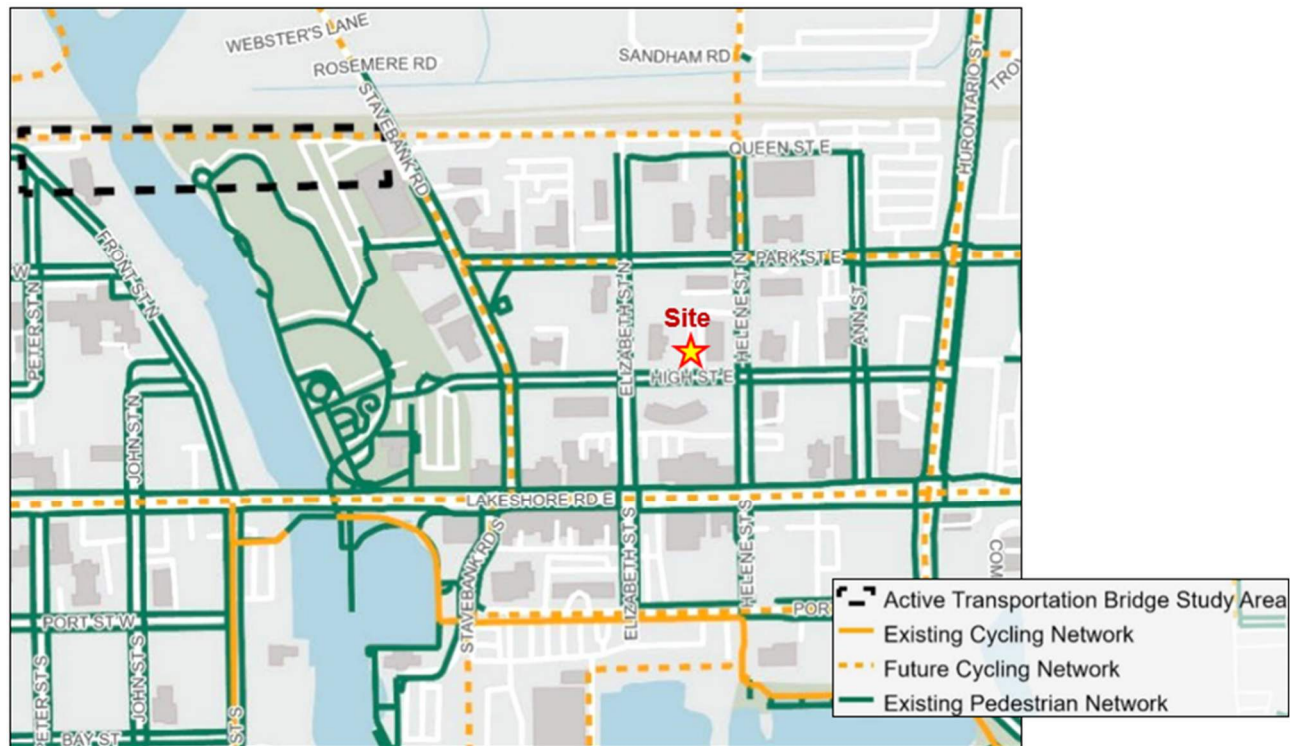 WEBSTER'S LANE
ROSEMERE RD
SANDHAM RD
HURONTARIO ST
STAVEBANK RD
QUEEN ST E
FRONT ST N
W
PARK ST E
PETER ST N
ELIZABETH ST N
HELENE ST N
ANN ST
Site
HIGH ST E
JOHN ST N
LAKESHORE RD E
STAVEBANK RD S
ELIZABETH ST S
HELENE ST S
COM
PORT ST W
POR
JOHN ST S
PETER ST S
ST S
BAY ST
Active Transportation Bridge Study Area
Existing Cycling Network
Future Cycling Network
Existing Pedestrian Network